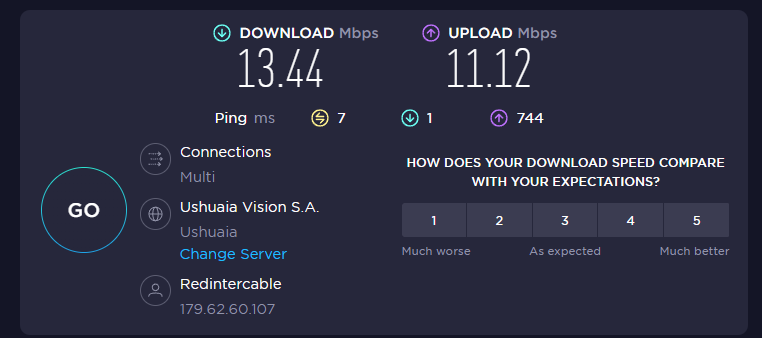 DOWNLOAD Mbps
13.44
UPLOAD Mbps
11.12
Ping ms
7
1
744
GO
Connections
Multi
Ushuaia Vision S.A.
Ushuaia
Change Server
Redintercable
179.62.60.107
HOW DOES YOUR DOWNLOAD SPEED COMPARE
WITH YOUR EXPECTATIONS?
1 2 3 4 5
Much worse As expected Much better